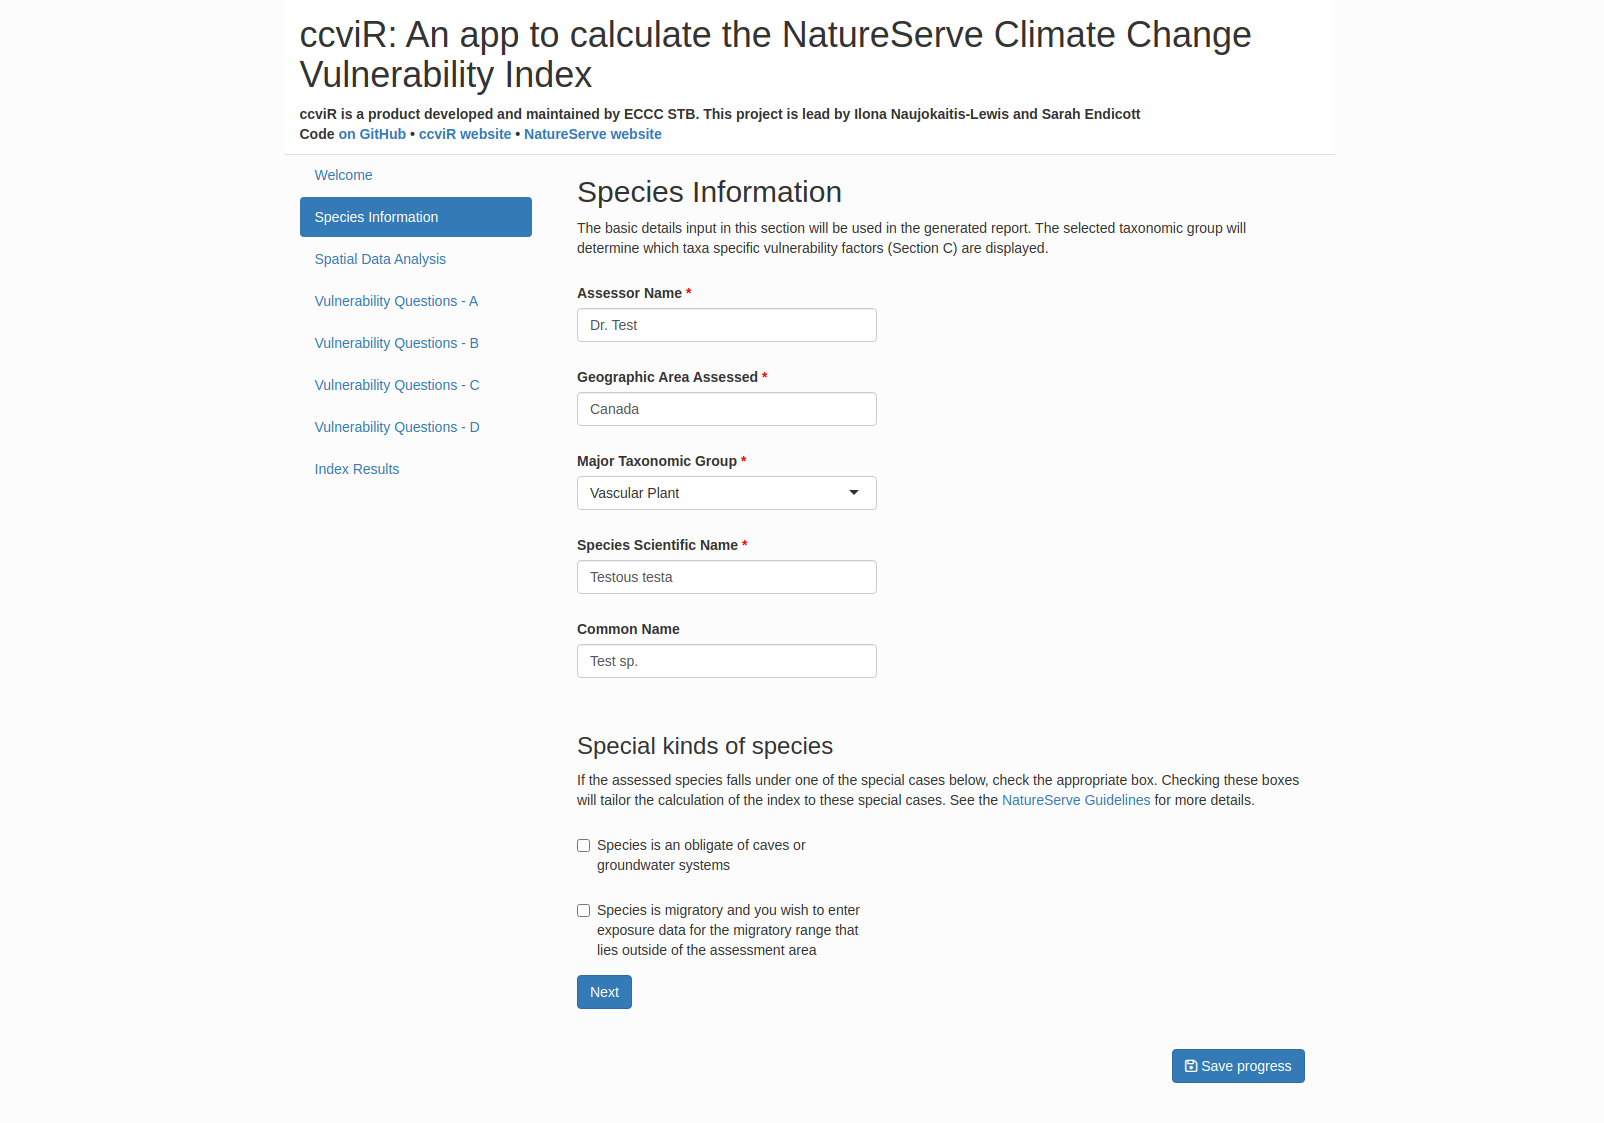 ccviR: An app to calculate the NatureServe Climate Change
Vulnerability Index
ccviR is a product developed and maintained by ECCC STB. This project is lead by Ilona Naujokaitis-Lewis and Sarah Endicott
Code on GitHub • ccviR website • NatureServe website
Welcome
Species Information
Spatial Data Analysis
Vulnerability Questions - A
Vulnerability Questions - B
Vulnerability Questions - C
Vulnerability Questions - D
Index Results
Species Information
The basic details input in this section will be used in the generated report. The selected taxonomic group will
determine which taxa specific vulnerability factors (Section C) are displayed.
Assessor Name *
Dr. Test
Geographic Area Assessed *
Canada
Major Taxonomic Group *
Vascular Plant
Species Scientific Name *
Testous testa
Common Name
Test sp.
Special kinds of species
If the assessed species falls under one of the special cases below, check the appropriate box. Checking these boxes
will tailor the calculation of the index to these special cases. See the NatureServe Guidelines for more details.
Species is an obligate of caves or
groundwater systems
Species is migratory and you wish to enter
exposure data for the migratory range that
lies outside of the assessment area
Next
Save progress